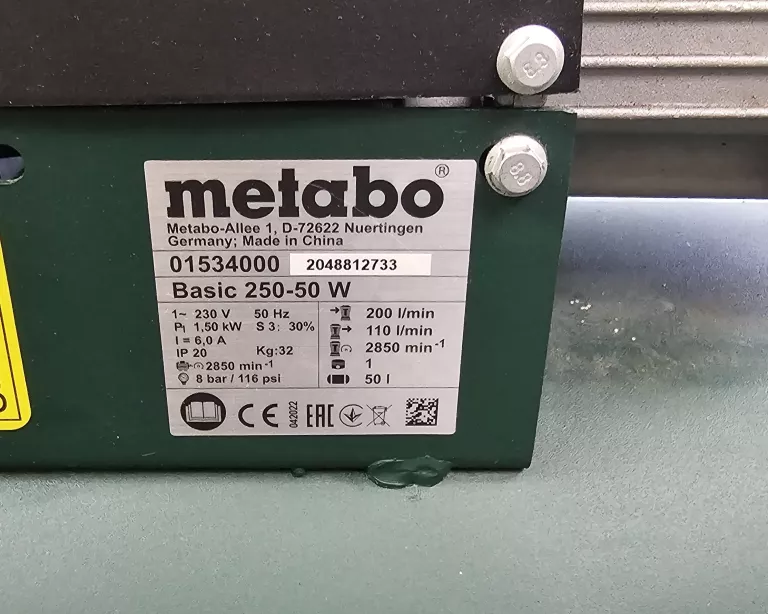 8.8
8.8
metabo®
Metabo-Allee 1, D-72622 Nuertingen
Germany; Made in China
01534000 2048812733
Basic 250-50 W
1~ 230 V 50 Hz
P1 1,50 kW S 3: 30%
I = 6,0 A
IP 20 Kg:32
2850 min-1
8 bar / 116 psi
200 l/min
110 l/min
2850 min-1
1
50 l
CE 042022 EAC